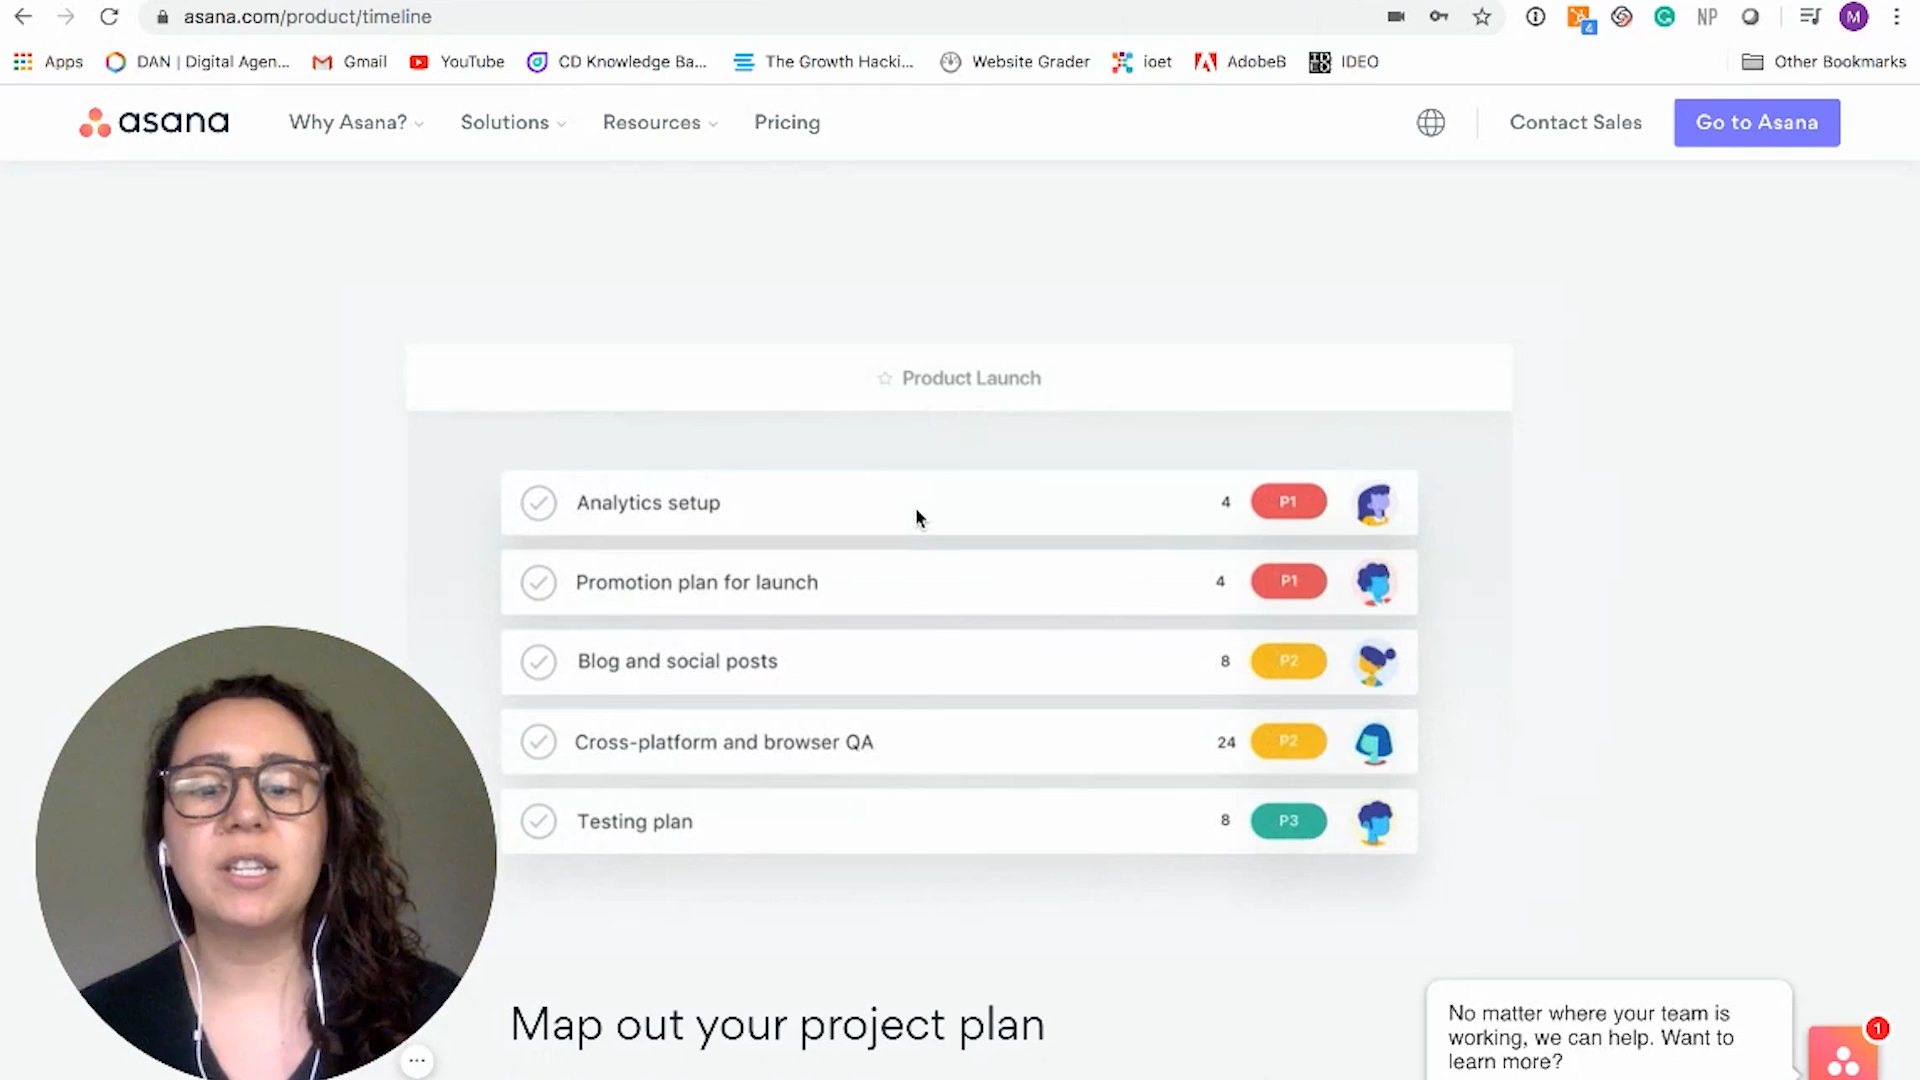 asana.com/product/timeline
4
NP
M
Apps
DAN | Digital Agen...
Gmail
YouTube
CD Knowledge Ba...
The Growth Hacki...
Website Grader
ioet
AdobeB
IDEO
Other Bookmarks
asana
Why Asana?
Solutions
Resources
Pricing
Contact Sales
Go to Asana
Product Launch
Analytics setup 4 P1
Promotion plan for launch 4 P1
Blog and social posts 8 P2
Cross-platform and browser QA 24 P2
Testing plan 8 P3
Map out your project plan
No matter where your team is
working, we can help. Want to
learn more?
1